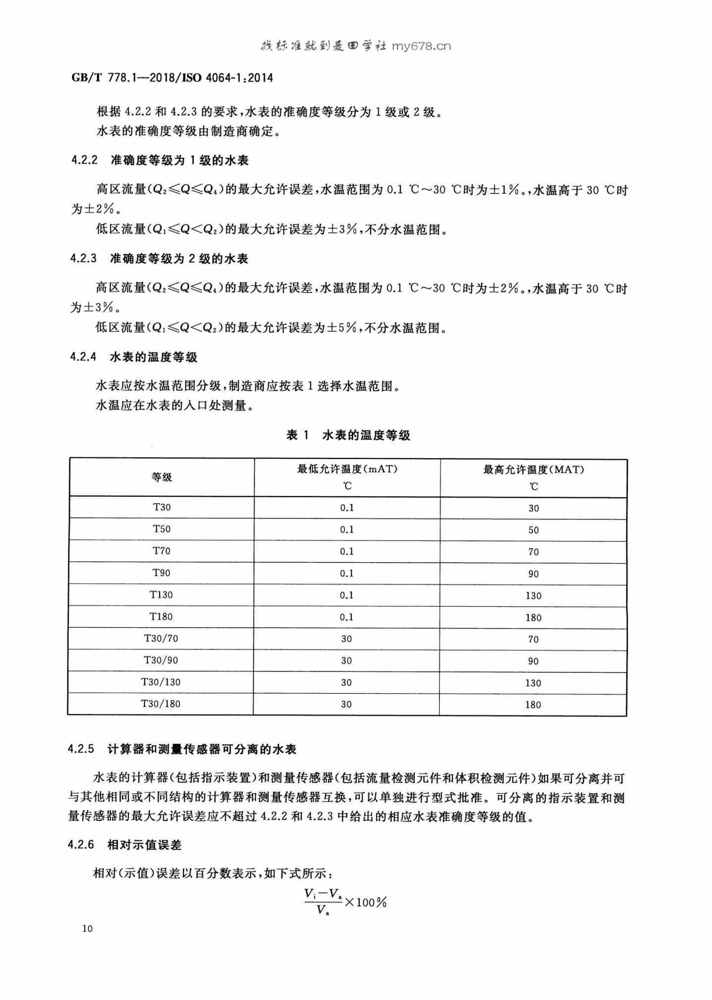 找标准就到麦田学社 my678.cn
GB/T 778.1—2018/ISO 4064-1:2014
根据 4.2.2 和 4.2.3 的要求,水表的准确度等级分为 1 级或 2 级。
水表的准确度等级由制造商确定。
4.2.2 准确度等级为 1 级的水表
高区流量(Q₂≤Q≤Q₄)的最大允许误差,水温范围为 0.1 ℃～30 ℃时为±1%。,水温高于 30 ℃时
为±2%。
低区流量(Q₁≤Q<Q₂)的最大允许误差为±3%,不分水温范围。
4.2.3 准确度等级为 2 级的水表
高区流量(Q₂≤Q≤Q₄)的最大允许误差,水温范围为 0.1 ℃～30 ℃时为±2%。,水温高于 30 ℃时
为±3%。
低区流量(Q₁≤Q<Q₂)的最大允许误差为±5%,不分水温范围。
4.2.4 水表的温度等级
水表应按水温范围分级,制造商应按表 1 选择水温范围。
水温应在水表的入口处测量。
表 1 水表的温度等级
等级 最低允许温度(mAT) ℃ 最高允许温度(MAT) ℃
T30 0.1 30
T50 0.1 50
T70 0.1 70
T90 0.1 90
T130 0.1 130
T180 0.1 180
T30/70 30 70
T30/90 30 90
T30/130 30 130
T30/180 30 180
4.2.5 计算器和测量传感器可分离的水表
水表的计算器(包括指示装置)和测量传感器(包括流量检测元件和体积检测元件)如果可分离并可
与其他相同或不同结构的计算器和测量传感器互换,可以单独进行型式批准。可分离的指示装置和测
量传感器的最大允许误差应不超过 4.2.2 和 4.2.3 中给出的相应水表准确度等级的值。
4.2.6 相对示值误差
相对(示值)误差以百分数表示,如下式所示:
Vᵢ－Vₐ
Vₐ
×100%
10